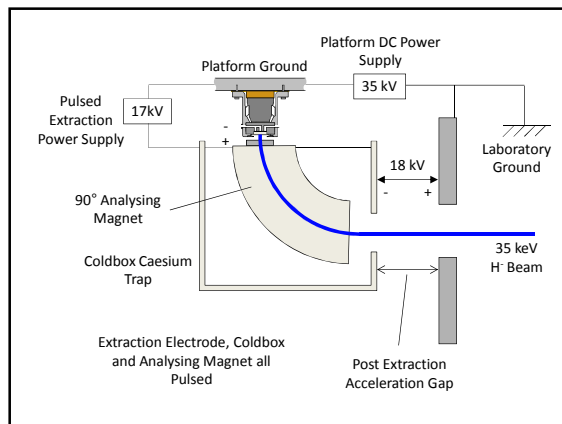 Platform DC Power
Supply
Platform Ground
35 kV
Pulsed
Extraction
Power Supply
17kV
-
+
Laboratory
Ground
18 kV
- +
90° Analysing
Magnet
35 keV
H⁻ Beam
Coldbox Caesium
Trap
Extraction Electrode, Coldbox
and Analysing Magnet all
Pulsed
Post Extraction
Acceleration Gap